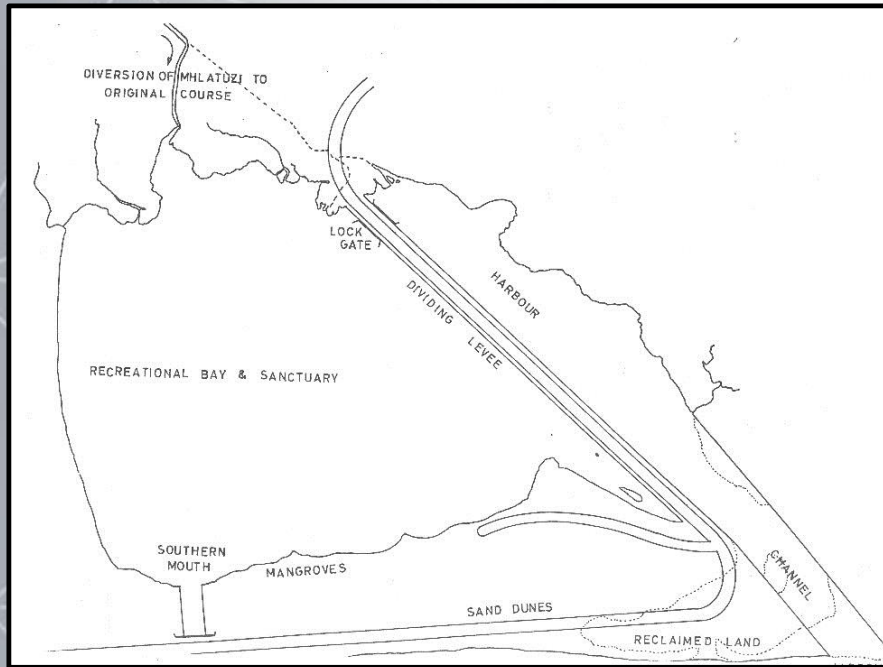 DIVERSION OF MHLATUZI TO
ORIGINAL COURSE
LOCK
GATE
HARBOUR
DIVIDING LEVEE
RECREATIONAL BAY & SANCTUARY
SOUTHERN
MOUTH
MANGROVES
CHANNEL
SAND DUNES
RECLAIMED LAND